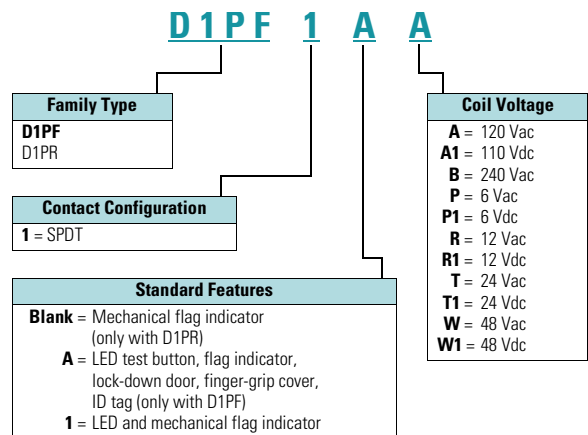 D1PF 1 A A
Family Type
D1PF
D1PR
Contact Configuration
1 = SPDT
Standard Features
Blank = Mechanical flag indicator
(only with D1PR)
A = LED test button, flag indicator,
lock-down door, finger-grip cover,
ID tag (only with D1PF)
1 = LED and mechanical flag indicator
Coil Voltage
A = 120 Vac
A1 = 110 Vdc
B = 240 Vac
P = 6 Vac
P1 = 6 Vdc
R = 12 Vac
R1 = 12 Vdc
T = 24 Vac
T1 = 24 Vdc
W = 48 Vac
W1 = 48 Vdc